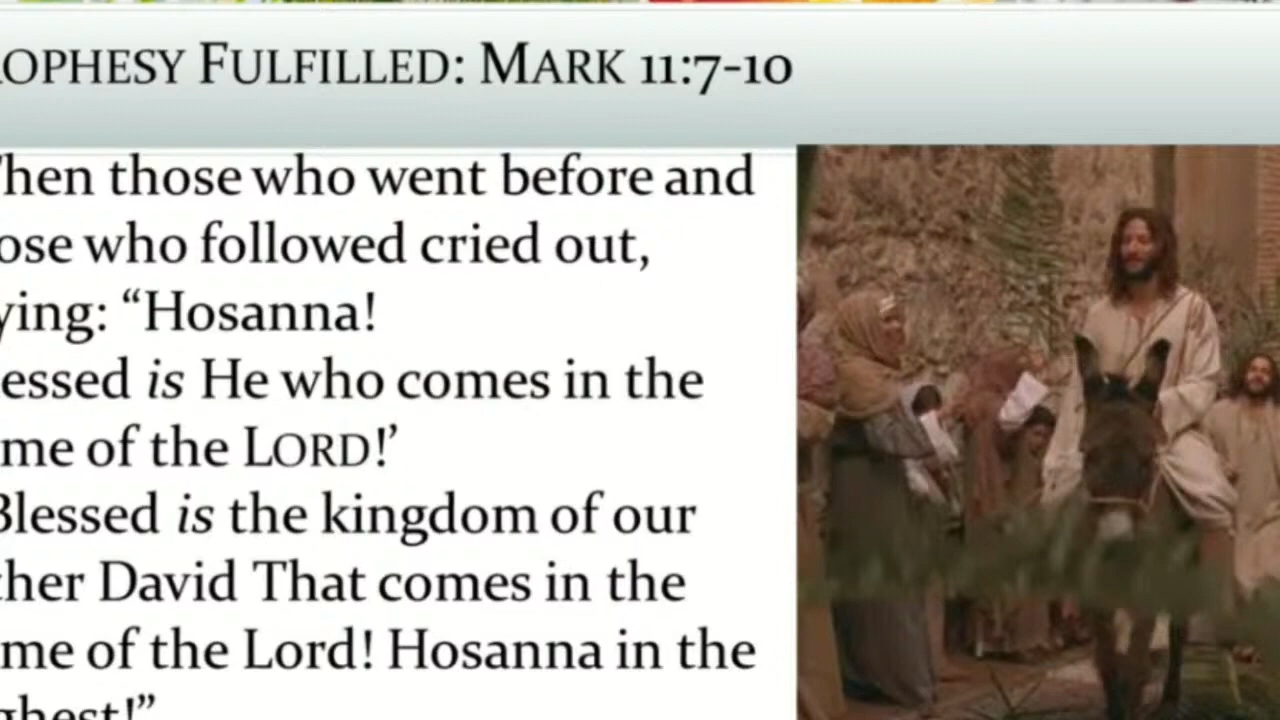 OPHESY FULFILLED: MARK 11:7-10
hen those who went before and
ose who followed cried out,
ying: “Hosanna!
essed is He who comes in the
me of the LORD!’
Blessed is the kingdom of our
ther David That comes in the
me of the Lord! Hosanna in the
ghest!”